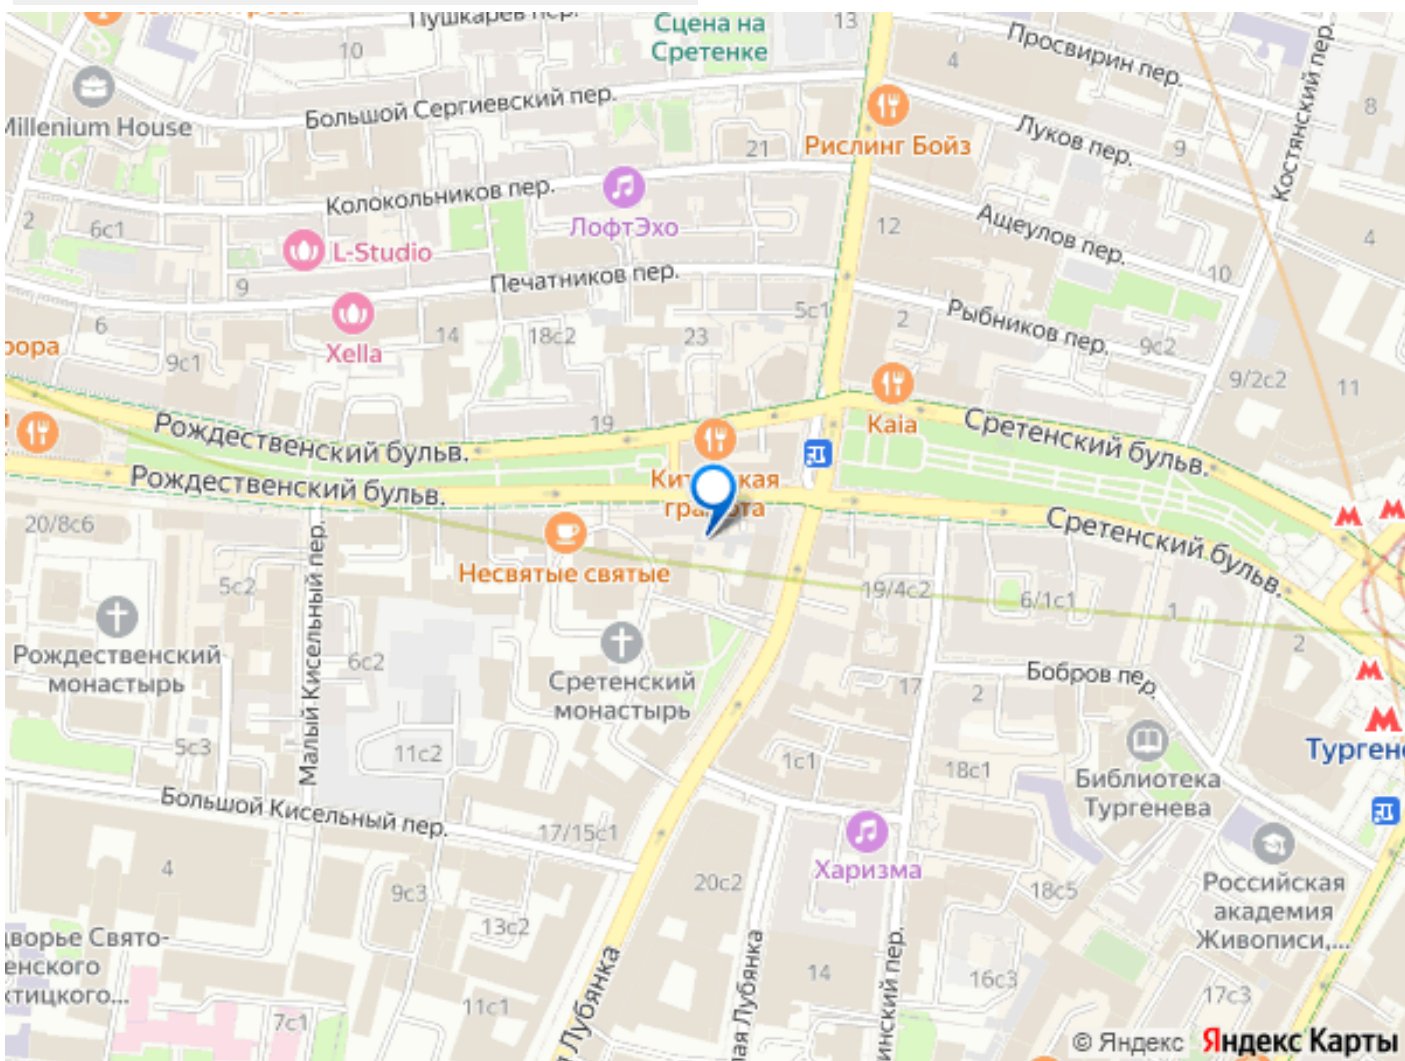 Пушкарёв пер.
Сцена на
Сретенке
13
10
4
Просвирин пер.
Костянский пер.
8
Millenium House
Большой Сергиевский пер.
Рислинг Бойз
Луков пер.
9
21
Колокольников пер.
ЛофтЭхо
2
6с1
L-Studio
12
Ащеулов пер.
4
10
Печатников пер.
9
5с1
Рыбников пер.
6
14
18с2
23
2
9с2
Xella
9с1
9/2с2
11
19
Kaia
Рождественский бульв.
Сретенский бульв.
Рождественский бульв.
20/8с6
Сретенский бульв.
Несвятые святые
5с2
19/4с2
6/1с1
1
2
Малый Кисельный пер.
Рождественский
монастырь
6с2
Сретенский
монастырь
17
2
Бобров пер.
5с3
11с2
1с1
18с1
Библиотека
Тургенева
Большой Кисельный пер.
17/15с1
Харизма
4
9с3
20с2
18с5
Российская
академия
Живописи,...
13с2
14
16с3
17с3
11с1
7с1
Лубянка
Лубянка
© Яндекс Яндекс Карты